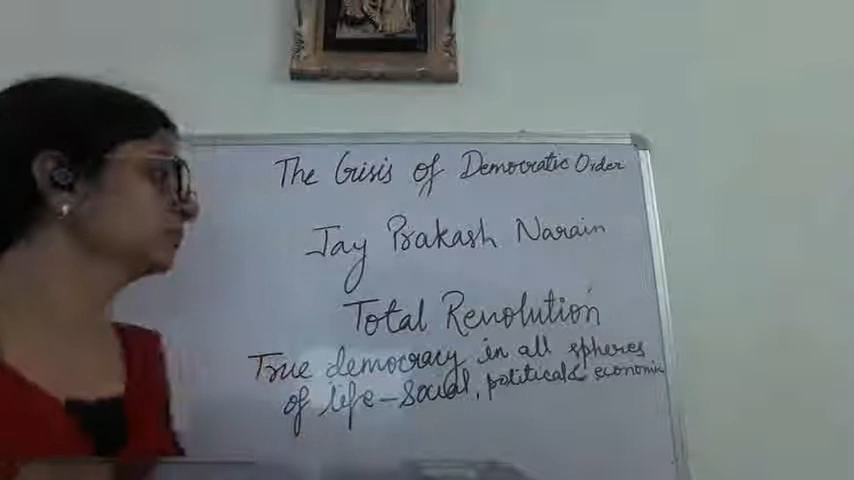 The Crisis of Democratic Order
Jay Prakash Narain
Total Revolution
True democracy in all spheres
of life - Social, political & economic